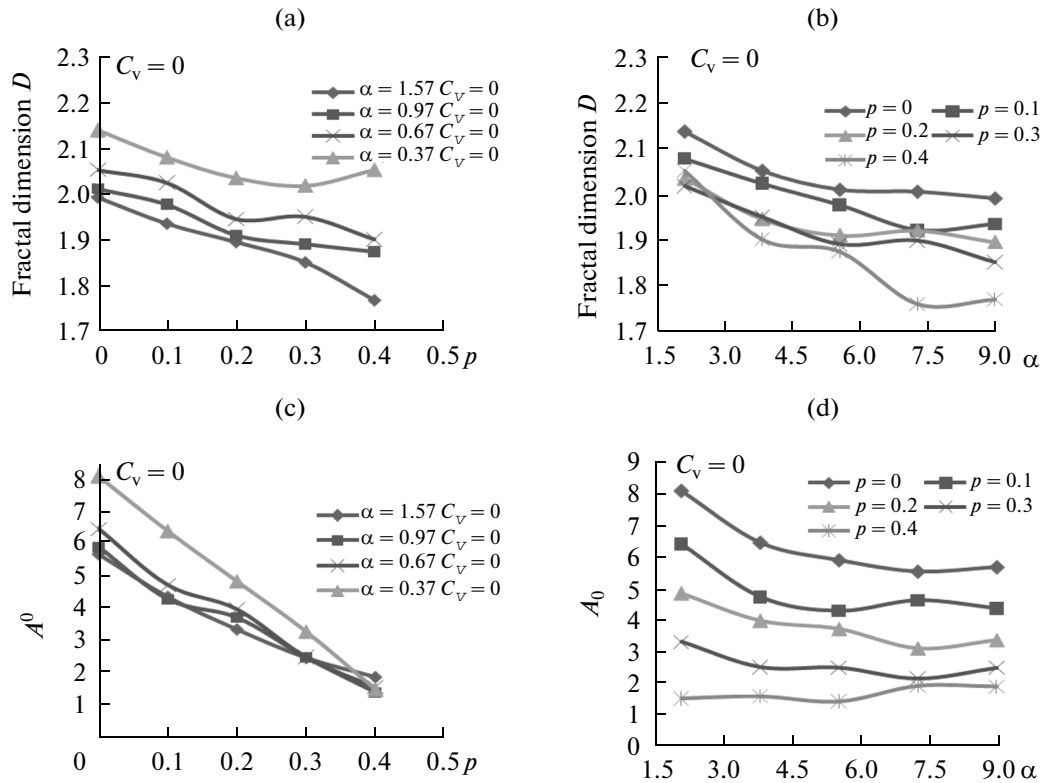 (a)
C_v = 0
Fractal dimension D
2.3
2.2
2.1
2.0
1.9
1.8
1.7
0 0.1 0.2 0.3 0.4 0.5 p
α = 1.57 C_V = 0
α = 0.97 C_V = 0
α = 0.67 C_V = 0
α = 0.37 C_V = 0
(b)
C_v = 0
Fractal dimension D
2.3
2.2
2.1
2.0
1.9
1.8
1.7
1.5 3.0 4.5 6.0 7.5 9.0 α
p = 0 p = 0.1
p = 0.2 p = 0.3
p = 0.4
(c)
C_v = 0
A^0
8
7
6
5
4
3
2
1
0 0.1 0.2 0.3 0.4 0.5 p
α = 1.57 C_V = 0
α = 0.97 C_V = 0
α = 0.67 C_V = 0
α = 0.37 C_V = 0
(d)
C_v = 0
A_0
9
8
7
6
5
4
3
2
1
0
1.5 3.0 4.5 6.0 7.5 9.0 α
p = 0 p = 0.1
p = 0.2 p = 0.3
p = 0.4